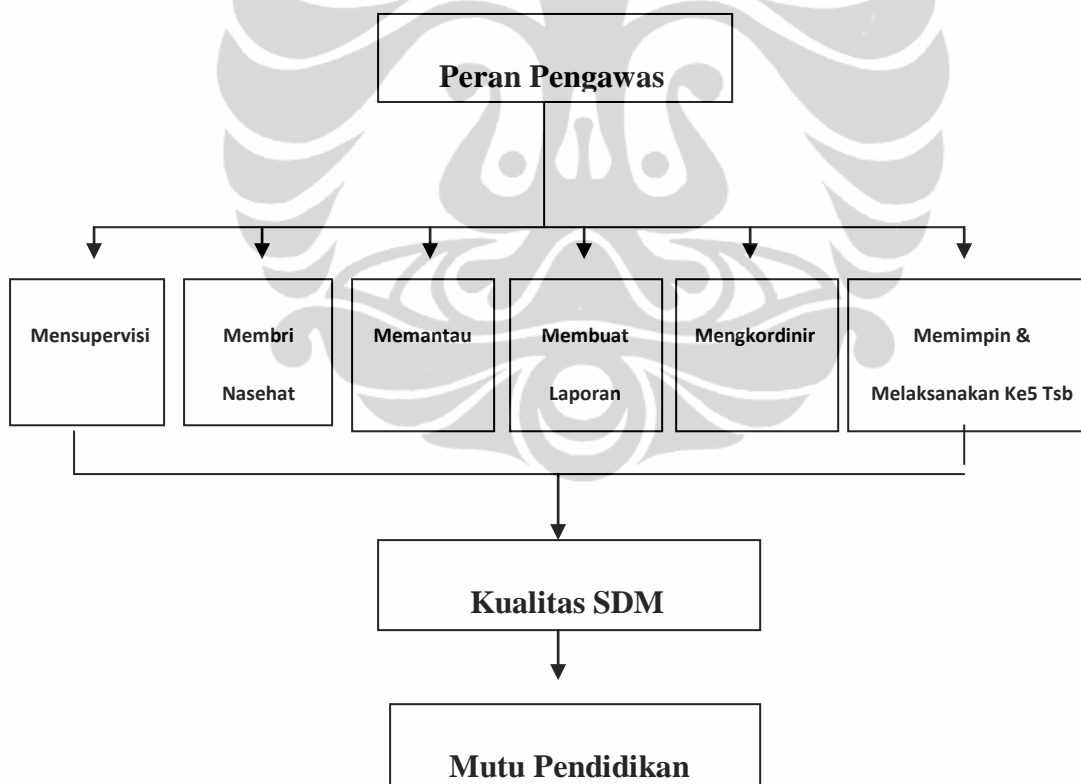 Peran Pengawas
Mensupervisi
Membri
Nasehat
Memantau
Membuat
Laporan
Mengkordinir
Memimpin &
Melaksanakan Ke5 Tsb
Kualitas SDM
Mutu Pendidikan